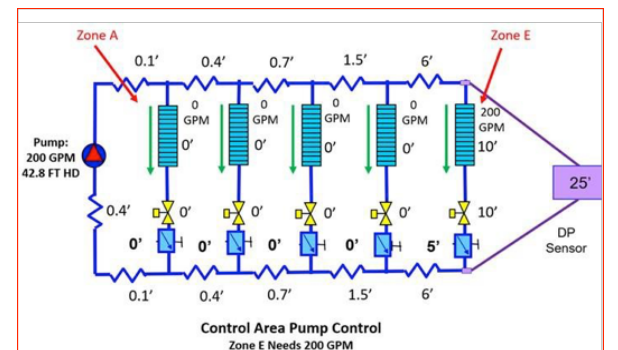 Zone A
Zone E
0.1’ 0.4’ 0.7’ 1.5’ 6’
0 GPM 0 GPM 0 GPM 0 GPM 200 GPM
0’ 0’ 0’ 0’ 10’
Pump:
200 GPM
42.8 FT HD
25’
DP
Sensor
0.4’ 0’ 0’ 0’ 0’ 10’
0’ 0’ 0’ 0’ 5’
0.1’ 0.4’ 0.7’ 1.5’ 6’
Control Area Pump Control
Zone E Needs 200 GPM